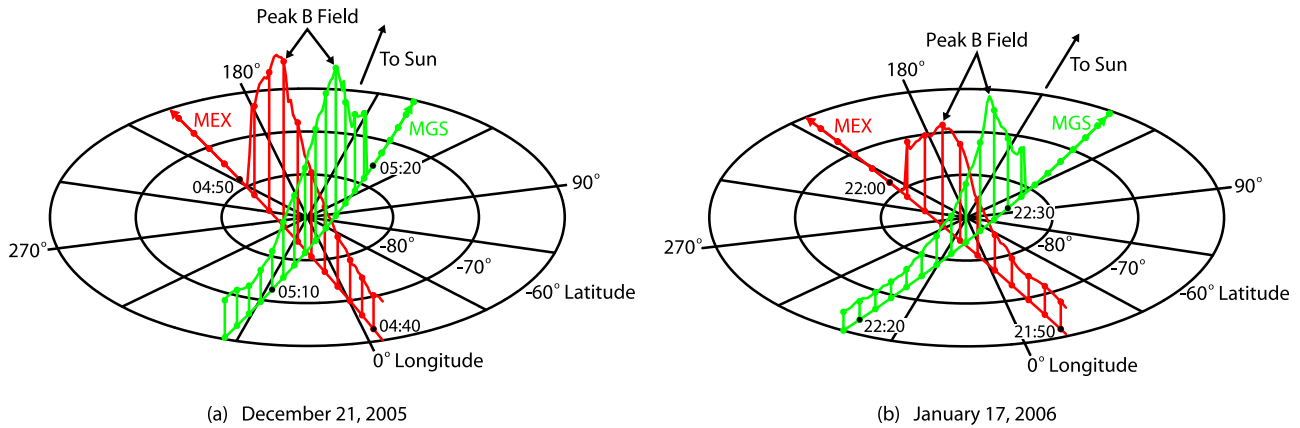 Peak B Field
To Sun
180°
MEX
MGS
04:50
05:20
90°
270°
-80°
-70°
-60° Latitude
05:10
04:40
0° Longitude
(a) December 21, 2005
Peak B Field
To Sun
180°
MEX
MGS
22:00
22:30
90°
270°
-80°
-70°
-60° Latitude
22:20
21:50
0° Longitude
(b) January 17, 2006